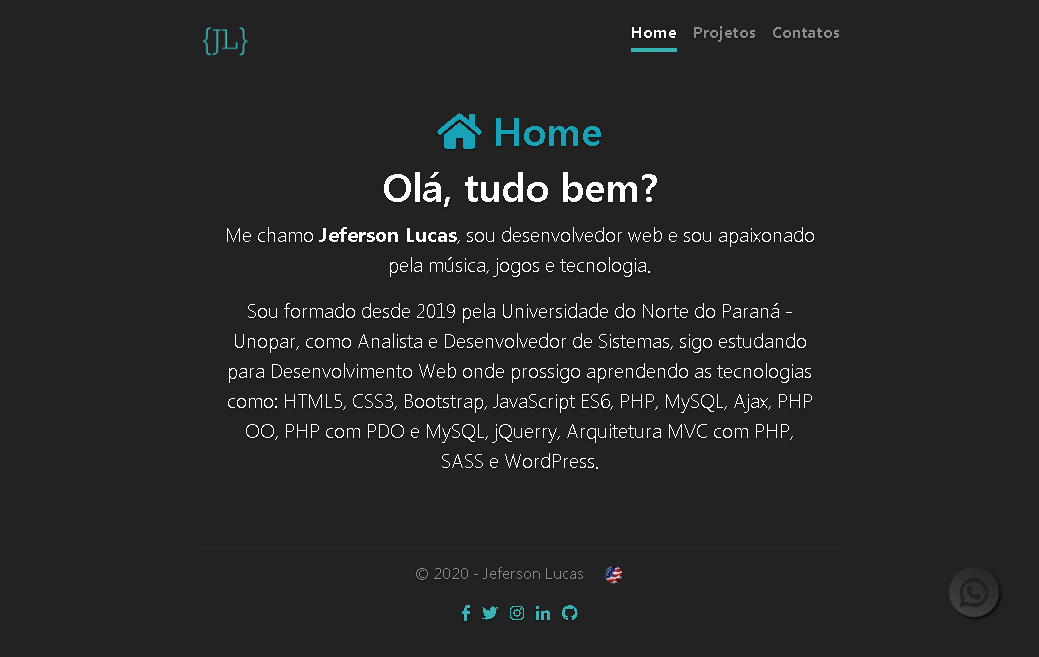 {JL}
Home Projetos Contatos
Home
Olá, tudo bem?
Me chamo Jeferson Lucas, sou desenvolvedor web e sou apaixonado
pela música, jogos e tecnologia.
Sou formado desde 2019 pela Universidade do Norte do Paraná -
Unopar, como Analista e Desenvolvedor de Sistemas, sigo estudando
para Desenvolvimento Web onde prossigo aprendendo as tecnologias
como: HTML5, CSS3, Bootstrap, JavaScript ES6, PHP, MySQL, Ajax, PHP
OO, PHP com PDO e MySQL, jQuerry, Arquitetura MVC com PHP,
SASS e WordPress.
© 2020 - Jeferson Lucas